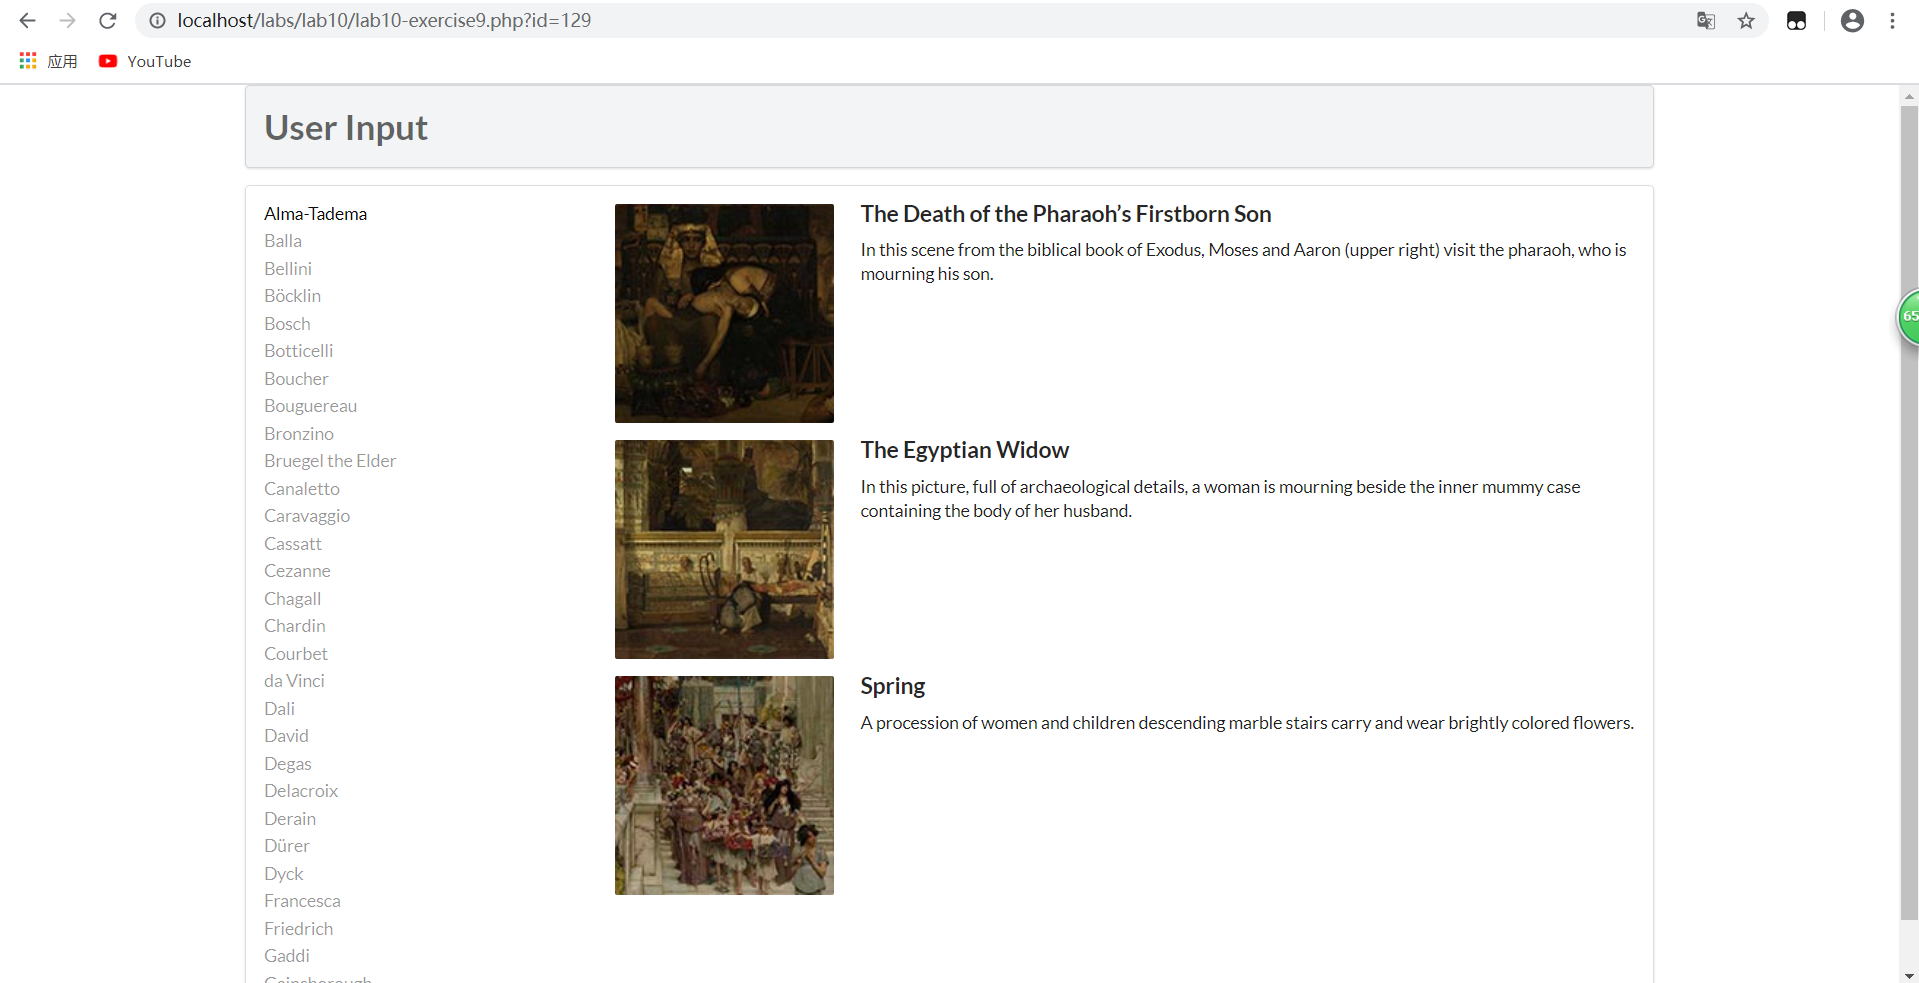 localhost/labs/lab10/lab10-exercise9.php?id=129
应用 YouTube
User Input
Alma-Tadema
Balla
Bellini
Böcklin
Bosch
Botticelli
Boucher
Bouguereau
Bronzino
Bruegel the Elder
Canaletto
Caravaggio
Cassatt
Cezanne
Chagall
Chardin
Courbet
da Vinci
Dali
David
Degas
Delacroix
Derain
Dürer
Dyck
Francesca
Friedrich
Gaddi
Gainsborough
The Death of the Pharaoh’s Firstborn Son
In this scene from the biblical book of Exodus, Moses and Aaron (upper right) visit the pharaoh, who is
mourning his son.
The Egyptian Widow
In this picture, full of archaeological details, a woman is mourning beside the inner mummy case
containing the body of her husband.
Spring
A procession of women and children descending marble stairs carry and wear brightly colored flowers.
65